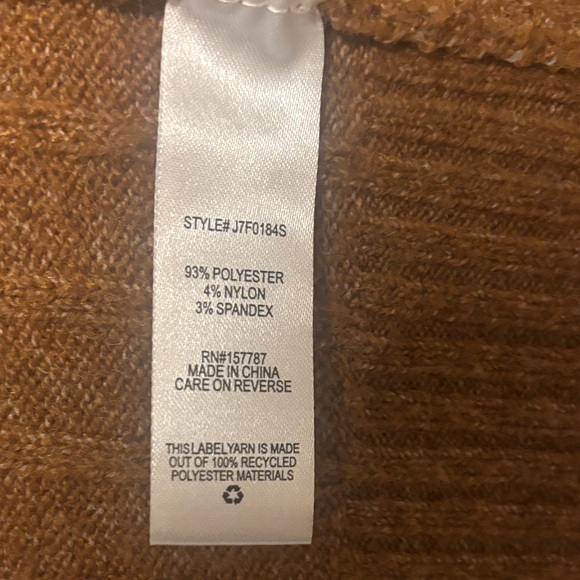 STYLE# J7F0184S
93% POLYESTER
4% NYLON
3% SPANDEX
RN#157787
MADE IN CHINA
CARE ON REVERSE
THIS LABELYARN IS MADE
OUT OF 100% RECYCLED
POLYESTER MATERIALS